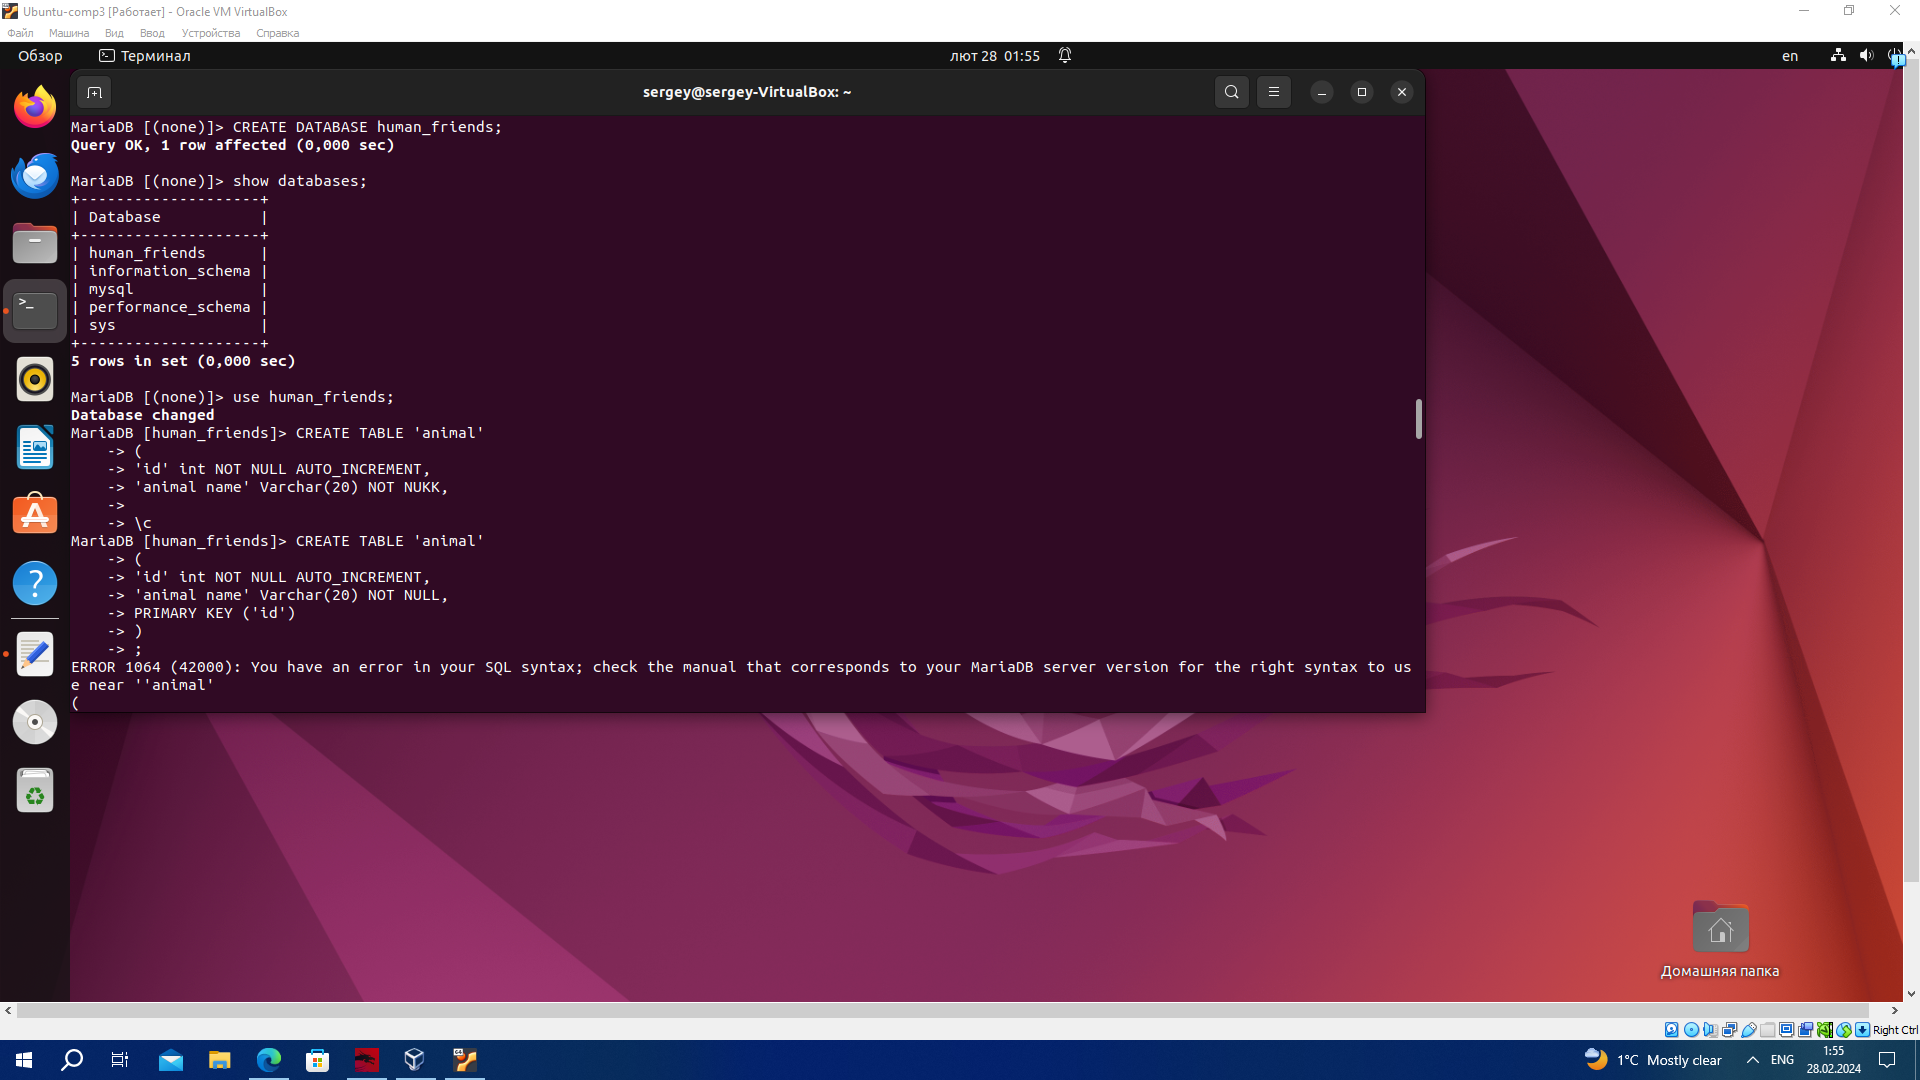 Ubuntu-comp3 [Работает] - Oracle VM VirtualBox
Файл Машина Вид Ввод Устройства Справка
Обзор Терминал лют 28 01:55 en
sergey@sergey-VirtualBox: ~
MariaDB [(none)]> CREATE DATABASE human_friends;
Query OK, 1 row affected (0,000 sec)
MariaDB [(none)]> show databases;
+--------------------+
| Database           |
+--------------------+
| human_friends      |
| information_schema |
| mysql              |
| performance_schema |
| sys                |
+--------------------+
5 rows in set (0,000 sec)
MariaDB [(none)]> use human_friends;
Database changed
MariaDB [human_friends]> CREATE TABLE 'animal'
    -> (
    -> 'id' int NOT NULL AUTO_INCREMENT,
    -> 'animal name' Varchar(20) NOT NUKK,
    ->
    -> \c
MariaDB [human_friends]> CREATE TABLE 'animal'
    -> (
    -> 'id' int NOT NULL AUTO_INCREMENT,
    -> 'animal name' Varchar(20) NOT NULL,
    -> PRIMARY KEY ('id')
    -> )
    -> ;
ERROR 1064 (42000): You have an error in your SQL syntax; check the manual that corresponds to your MariaDB server version for the right syntax to us
e near ''animal'
(
Домашняя папка
Right Ctrl
1°C Mostly clear ENG 1:55
28.02.2024